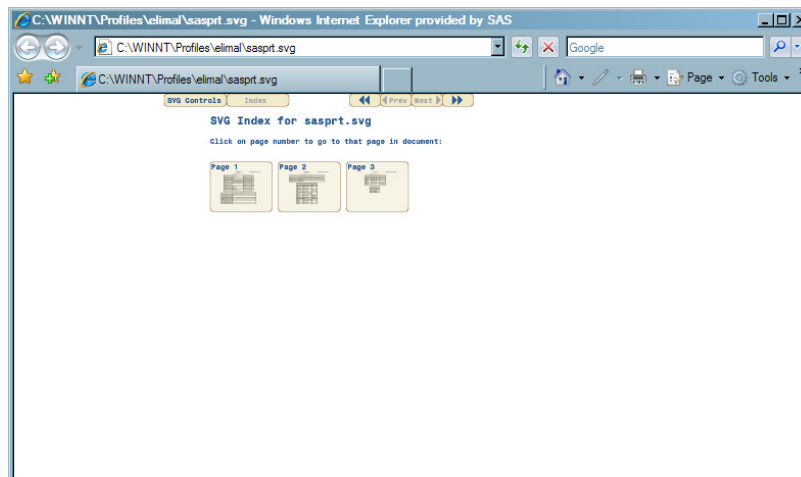 C:\WINNT\Profiles\elimal\sasprt.svg - Windows Internet Explorer provided by SAS
C:\WINNT\Profiles\elimal\sasprt.svg
Google
C:\WINNT\Profiles\elimal\sasprt.svg
Page
Tools
SVG Controls
Index
Prev
Next
SVG Index for sasprt.svg
Click on page number to go to that page in document:
Page 1
Page 2
Page 3